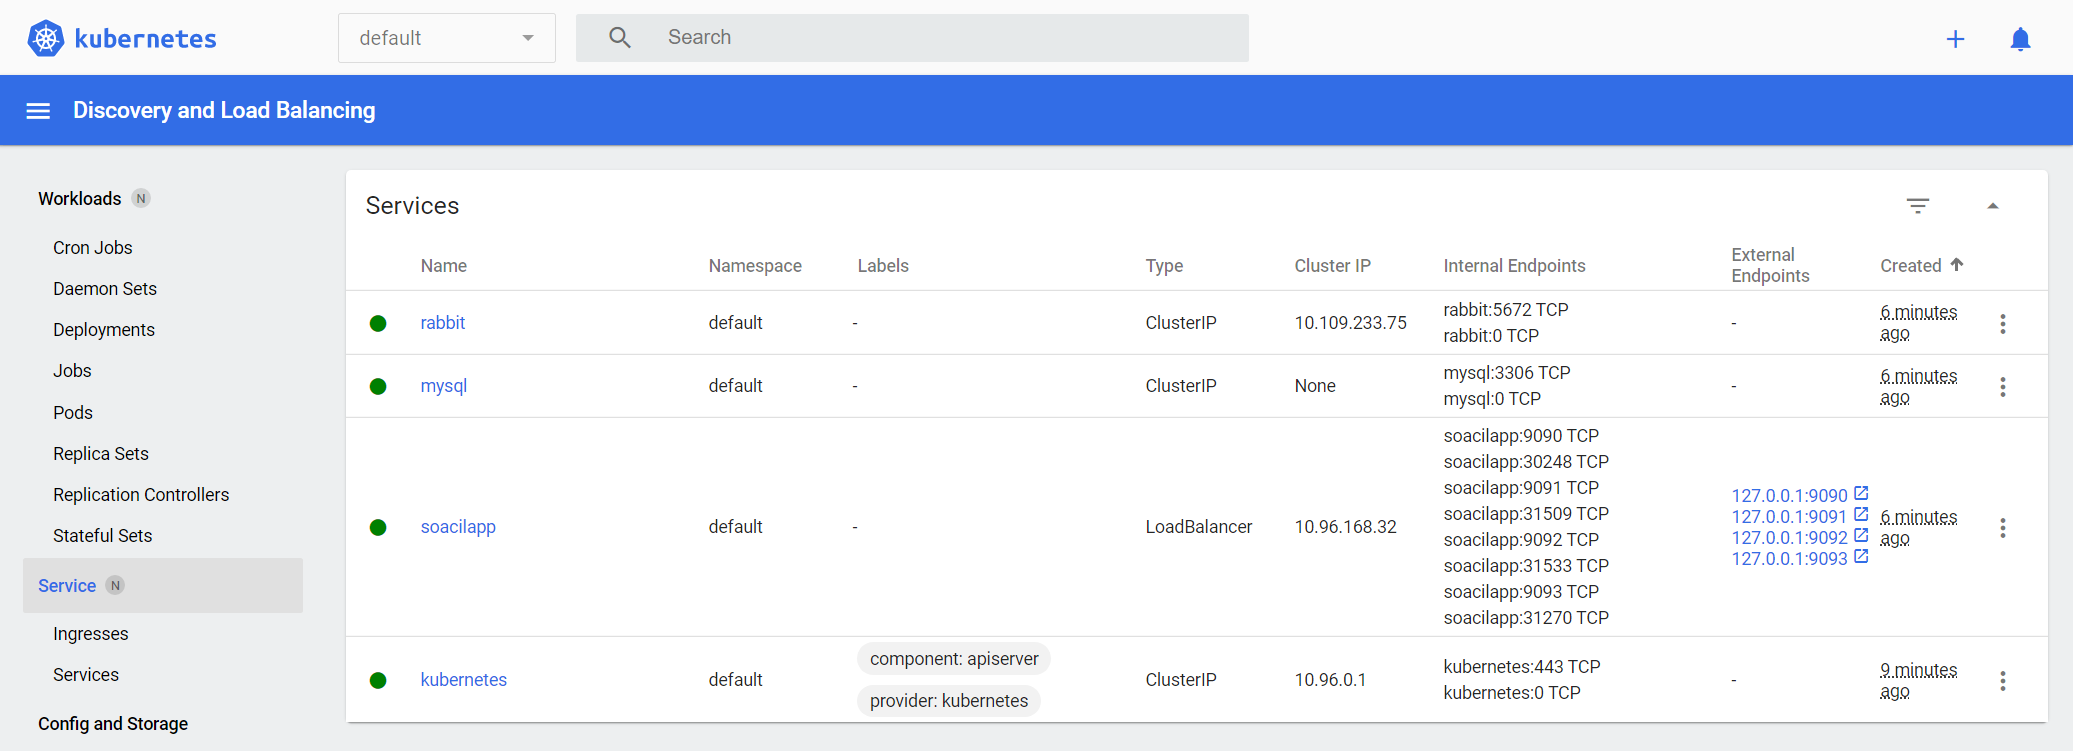 kubernetes
default
Search
Discovery and Load Balancing
Workloads N
Cron Jobs
Daemon Sets
Deployments
Jobs
Pods
Replica Sets
Replication Controllers
Stateful Sets
Service N
Ingresses
Services
Config and Storage
Services
Name Namespace Labels Type Cluster IP Internal Endpoints External Endpoints Created
rabbit default - ClusterIP 10.109.233.75 rabbit:5672 TCP - 6 minutes
rabbit:0 TCP ago
mysql default - ClusterIP None mysql:3306 TCP - 6 minutes
mysql:0 TCP ago
soacilapp default - LoadBalancer 10.96.168.32
soacilapp:9090 TCP
soacilapp:30248 TCP
soacilapp:9091 TCP
soacilapp:31509 TCP
soacilapp:9092 TCP
soacilapp:31533 TCP
soacilapp:9093 TCP
soacilapp:31270 TCP
127.0.0.1:9090
127.0.0.1:9091
127.0.0.1:9092
127.0.0.1:9093
6 minutes
ago
kubernetes default
component: apiserver
provider: kubernetes
ClusterIP 10.96.0.1
kubernetes:443 TCP
kubernetes:0 TCP
-
9 minutes
ago